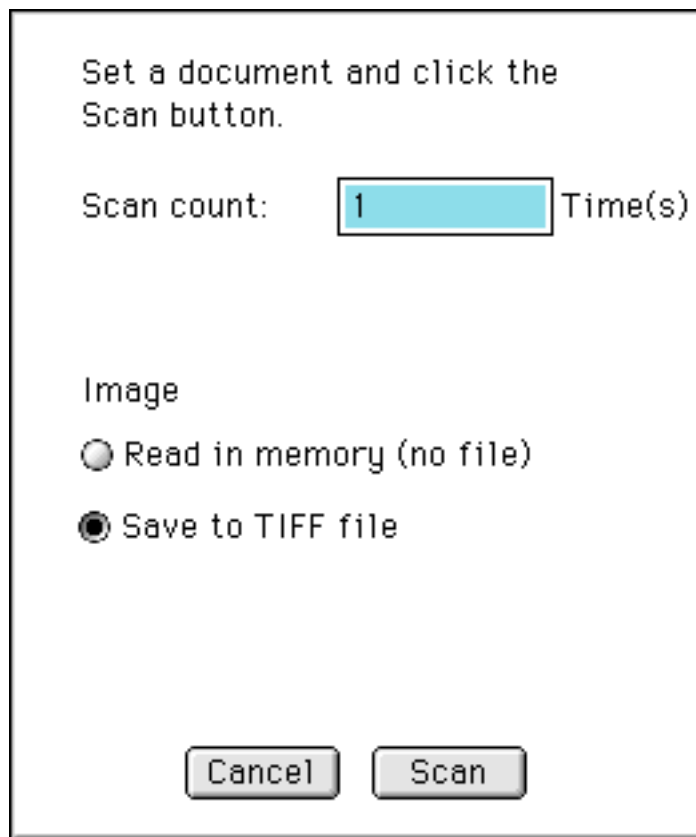 Set a document and click the
Scan button.
Scan count: 1 Time(s)
Image
Read in memory (no file)
Save to TIFF file
Cancel Scan